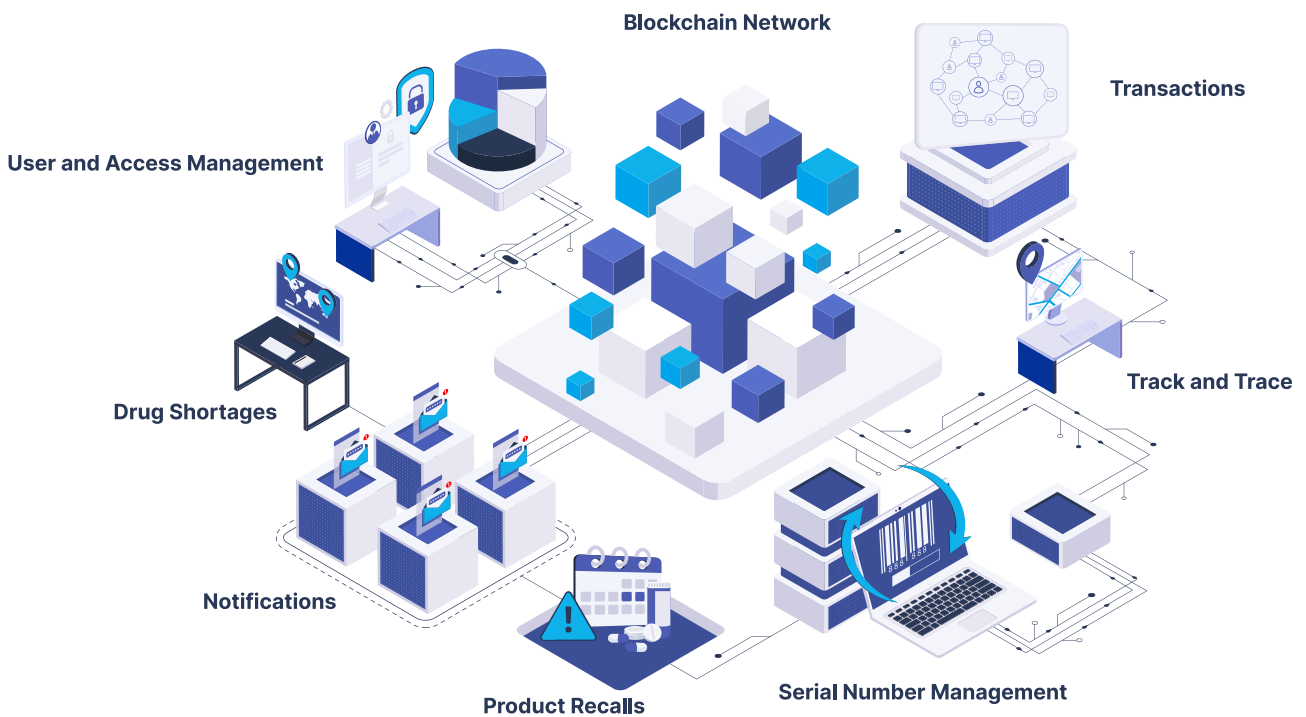 Blockchain Network
Transactions
User and Access Management
Track and Trace
Drug Shortages
Notifications
Serial Number Management
Product Recalls